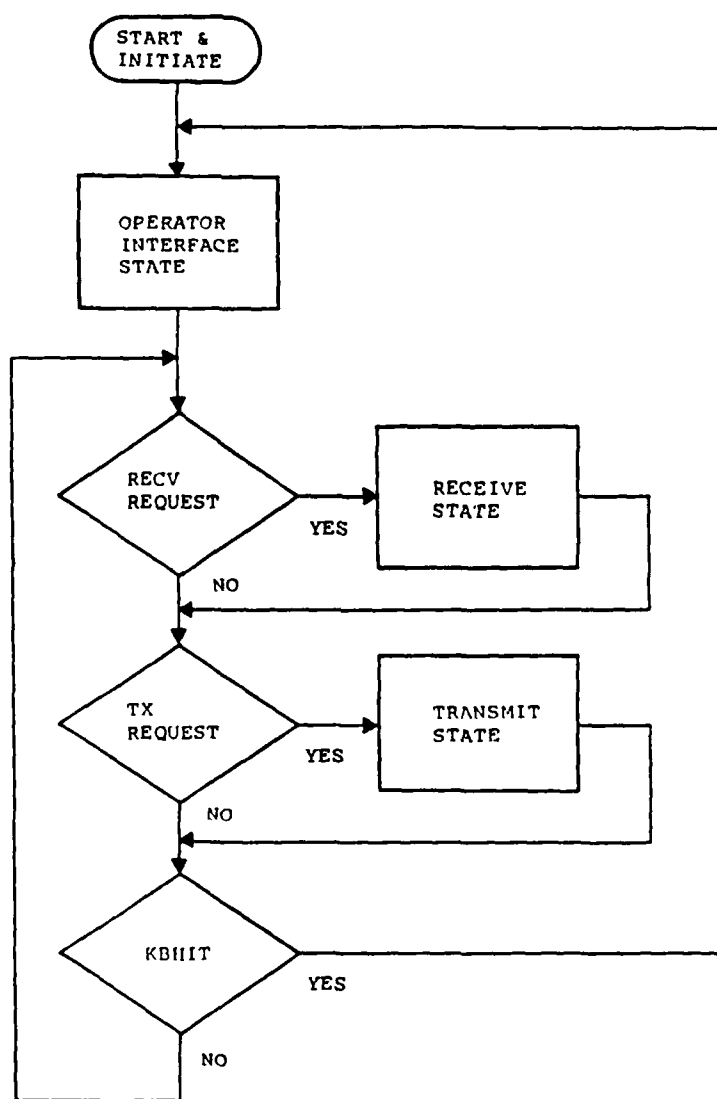 START &
INITIATE
OPERATOR
INTERFACE
STATE
RECV
REQUEST
YES
RECEIVE
STATE
NO
TX
REQUEST
YES
TRANSMIT
STATE
NO
KBHIT
YES
NO